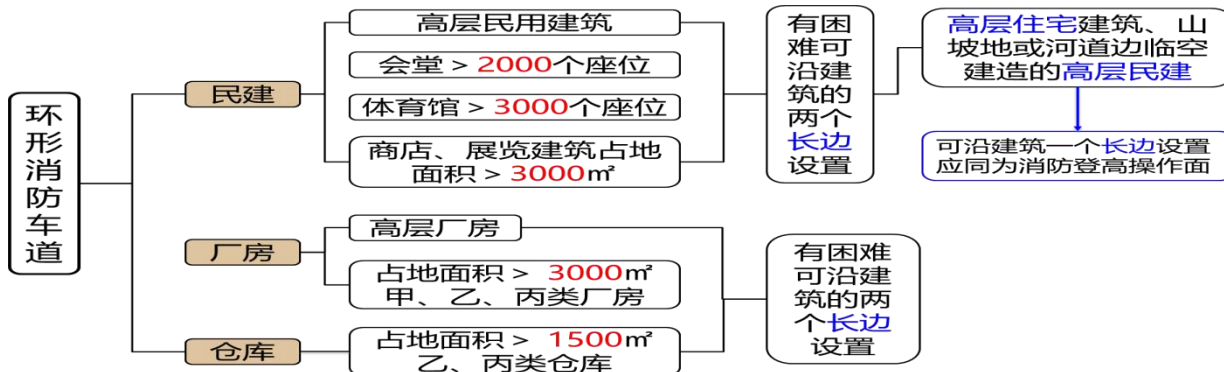 环
形
消
防
车
道
民建
高层民用建筑
会堂 > 2000个座位
体育馆 > 3000个座位
商店、展览建筑占地
面积 > 3000㎡
有困
难可
沿建
筑的
两个
长边
设置
高层住宅建筑、山
坡地或河道边临空
建造的高层民建
可沿建筑一个长边设置
应同为消防登高操作面
厂房
高层厂房
占地面积 > 3000㎡
甲、乙、丙类厂房
仓库
占地面积 > 1500㎡
乙、丙类仓库
有困难
可沿建
筑的两
个长边
设置